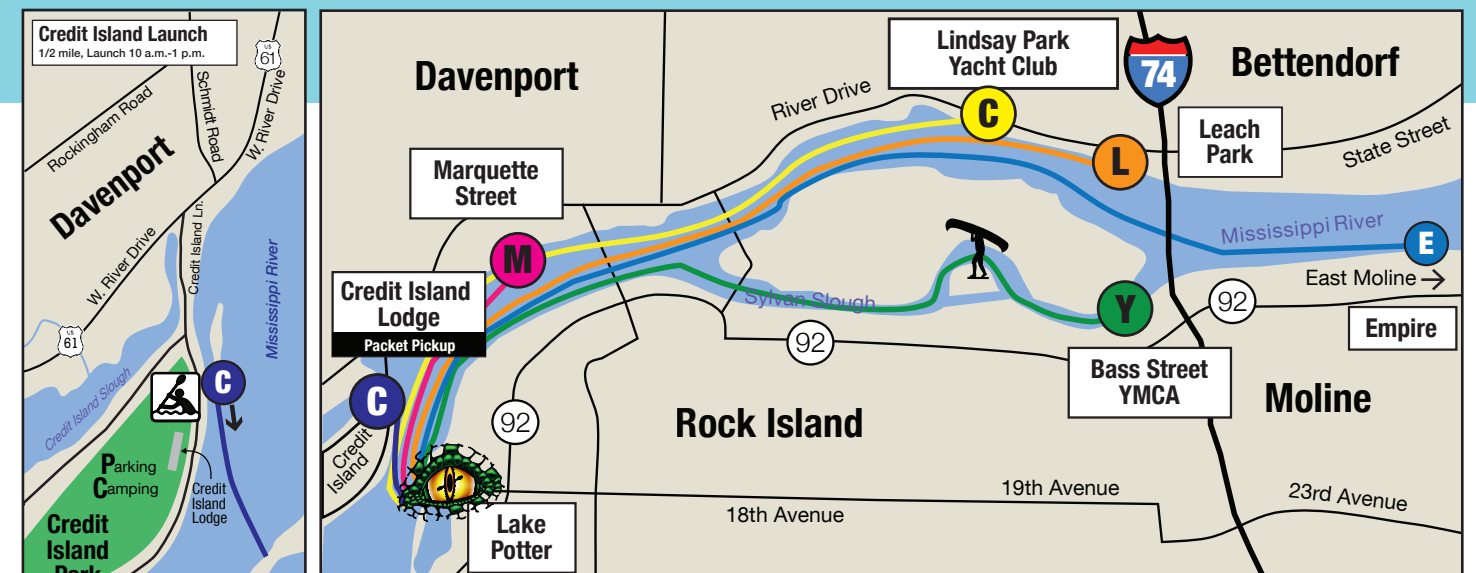 Credit Island Launch
1/2 mile, Launch 10 a.m.-1 p.m.
US
61
Rockingham Road
Schmidt Road
W. River Drive
Davenport
W. River Drive
Credit Island Ln.
Mississippi River
US
61
Credit Island Slough
C
Parking
Camping
Credit
Island
Lodge
Credit
Island
Park
Davenport
Lindsay Park
Yacht Club
74
Bettendorf
River Drive
C
Leach
Park
State Street
L
Marquette
Street
M
Mississippi River
E
East Moline
Credit Island
Lodge
Packet Pickup
Sylvan Slough
Y
92
Empire
92
Bass Street
YMCA
Moline
C
92
Rock Island
Credit
Island
19th Avenue
23rd Avenue
18th Avenue
Lake
Potter